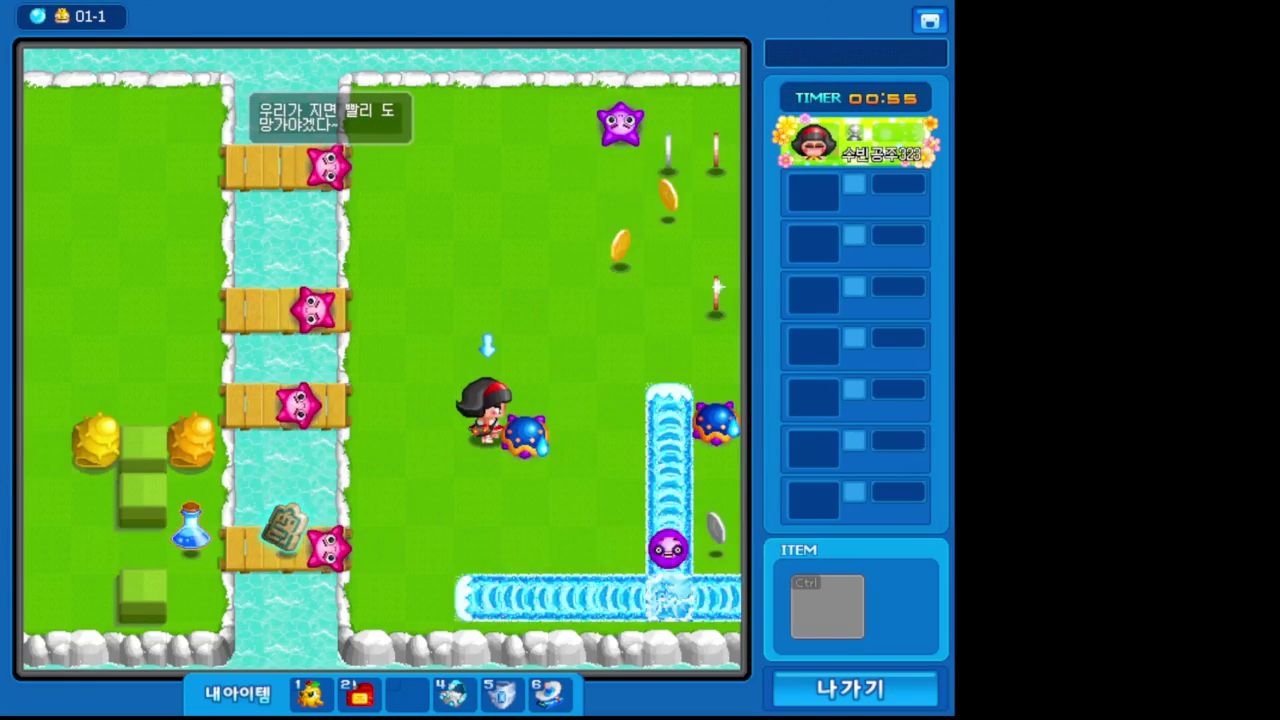 01-1
우리가 지면 빨리 도
망가야겠다~
TIMER 00:55
수빈공주323
ITEM
Ctrl
내 아이템
1
2
4
5
6
나가기